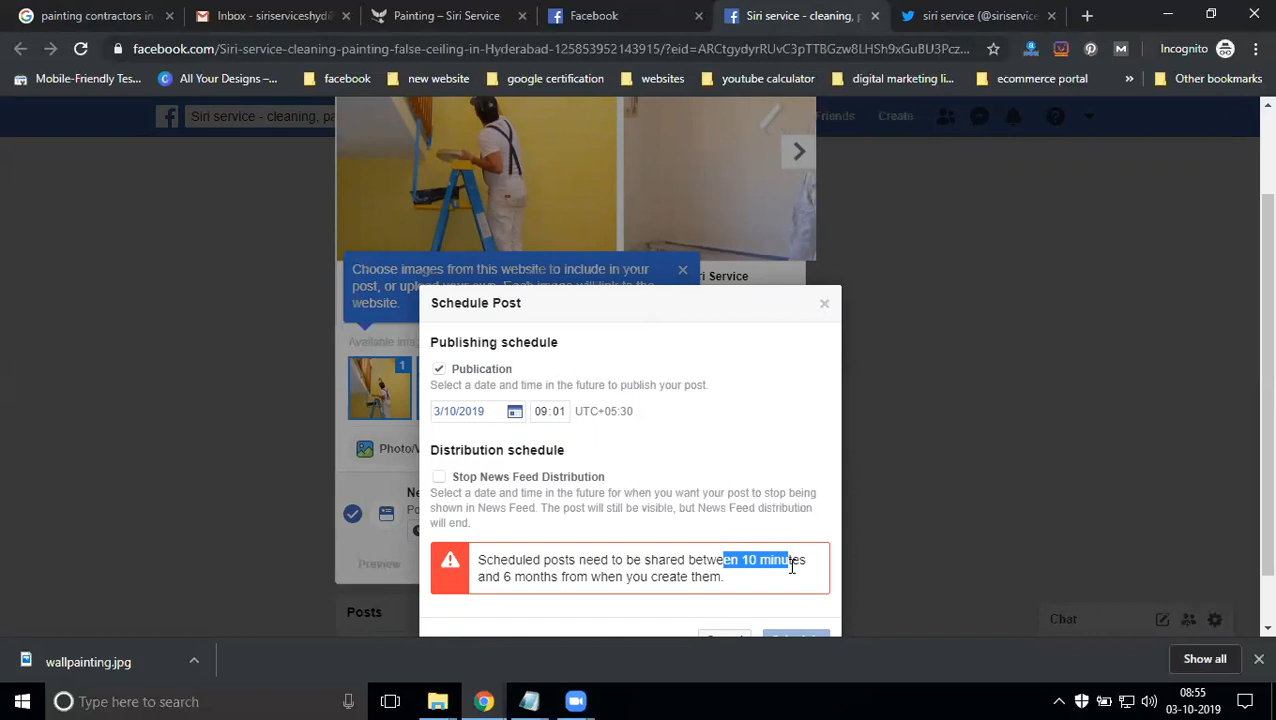 painting contractors in
Inbox - siriserviceshyd@
Painting – Siri Service
Facebook
Siri service - cleaning, p
siri service (@siriservice
facebook.com/Siri-service-cleaning-painting-false-ceiling-in-Hyderabad-125853952143915/?eid=ARCtgydyrRUvC3pTTBGzw8LHSh9xGuBU3Pcz...
Incognito
Mobile-Friendly Tes...
All Your Designs –...
facebook
new website
google certification
websites
youtube calculator
digital marketing li...
ecommerce portal
»
Other bookmarks
Siri service - cleaning, pa
Friends
Create
Choose images from this website to include in your
post, or upload your own. Each image will link to the
website.
Siri Service
Available ima
1
Photo/V
Ne
Po
Preview
Posts
Schedule Post
Publishing schedule
Publication
Select a date and time in the future to publish your post.
3/10/2019
09:01
UTC+05:30
Distribution schedule
Stop News Feed Distribution
Select a date and time in the future for when you want your post to stop being
shown in News Feed. The post will still be visible, but News Feed distribution
will end.
Scheduled posts need to be shared between 10 minutes
and 6 months from when you create them.
Chat
wallpainting.jpg
Show all
Type here to search
08:55
03-10-2019